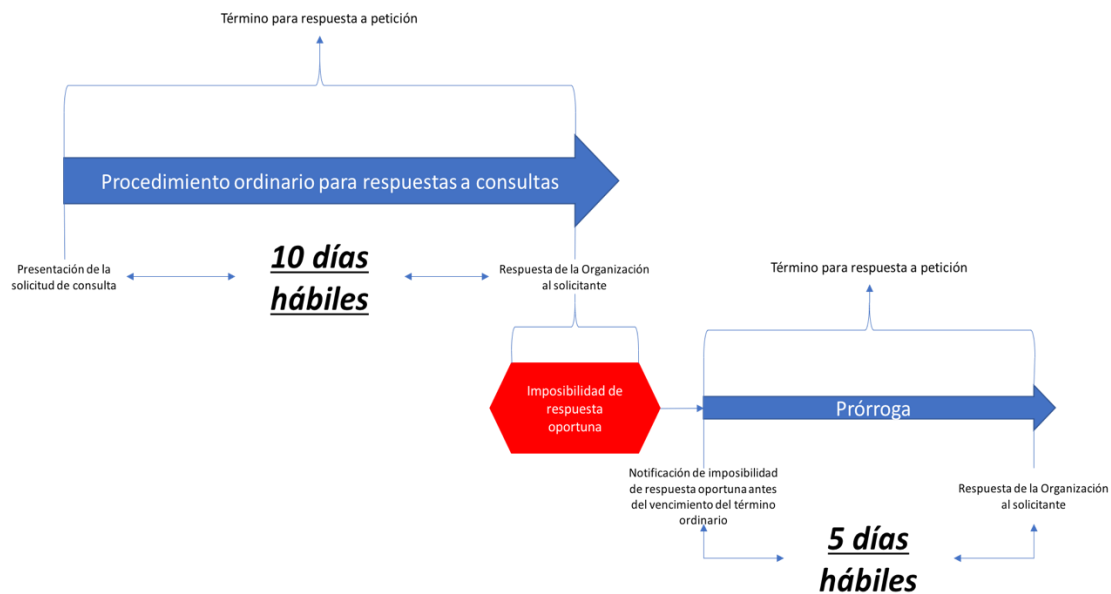 Término para respuesta a petición
Procedimiento ordinario para respuestas a consultas
Presentación de la
solicitud de consulta
10 días
hábiles
Respuesta de la Organización
al solicitante
Término para respuesta a petición
Imposibilidad de
respuesta
oportuna
Prórroga
Notificación de imposibilidad
de respuesta oportuna antes
del vencimiento del término
ordinario
5 días
hábiles
Respuesta de la Organización
al solicitante